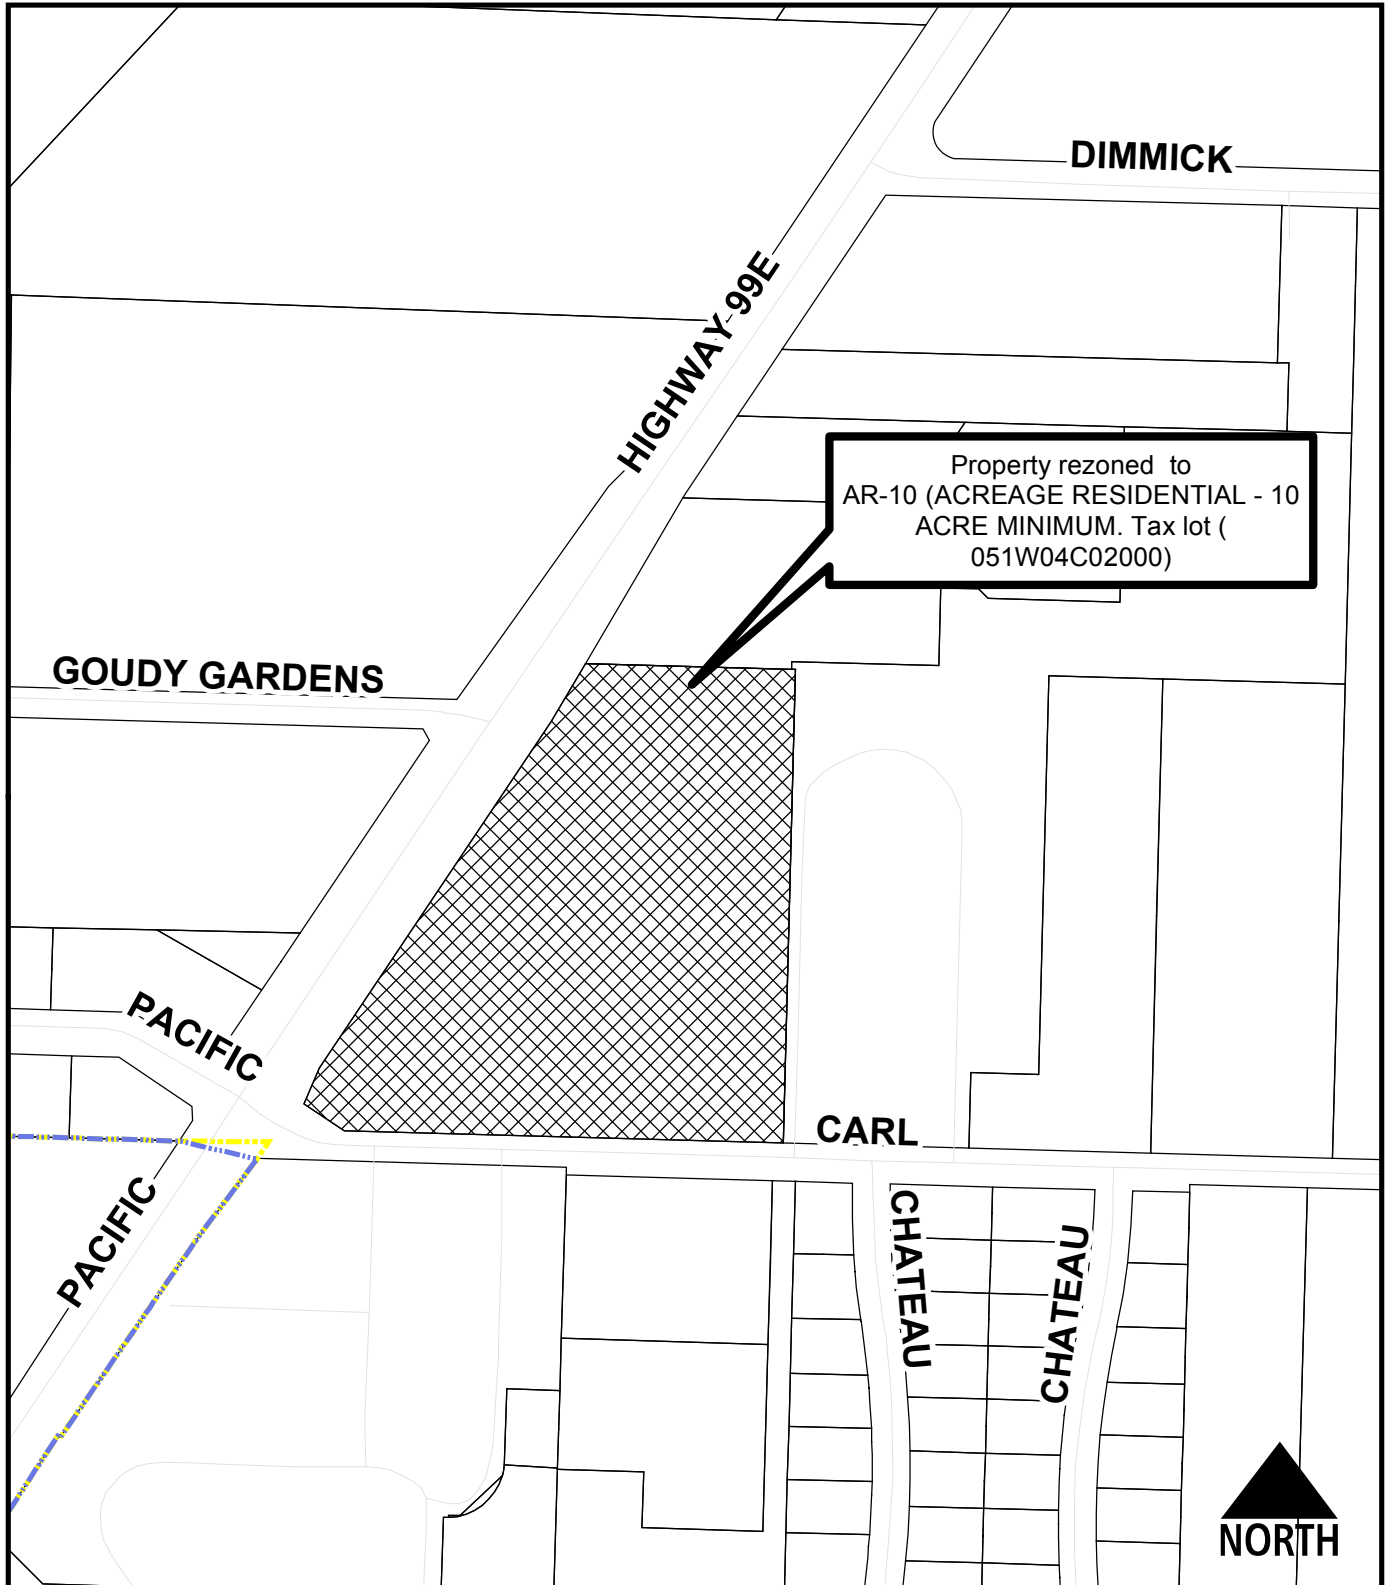 DIMMICK
HIGHWAY 99E
Property rezoned to
AR-10 (ACREAGE RESIDENTIAL - 10
ACRE MINIMUM. Tax lot (
051W04C02000)
GOUDY GARDENS
PACIFIC
CARL
PACIFIC
CHATEAU
CHATEAU
NORTH